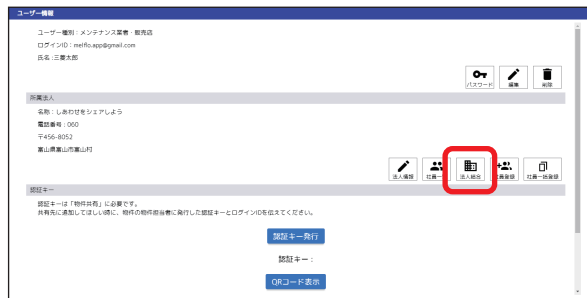 ユーザー情報
ユーザー種別：メンテナンス業者・販売店
ログインID：melflo.app@gmail.com
氏名：三菱太郎
パスワード 編集 削除
所属法人
名称：しあわせをシェアしよう
電話番号：060
〒456-8052
富山県富山市富山村
法人情報 社員一 法人統合 社員登録 社員一括登録
認証キー
認証キーは「物件共有」に必要です。
共有先に追加してほしい時に、物件の物件担当者に発行した認証キーとログインIDを伝えてください。
認証キー発行
認証キー：
QRコード表示